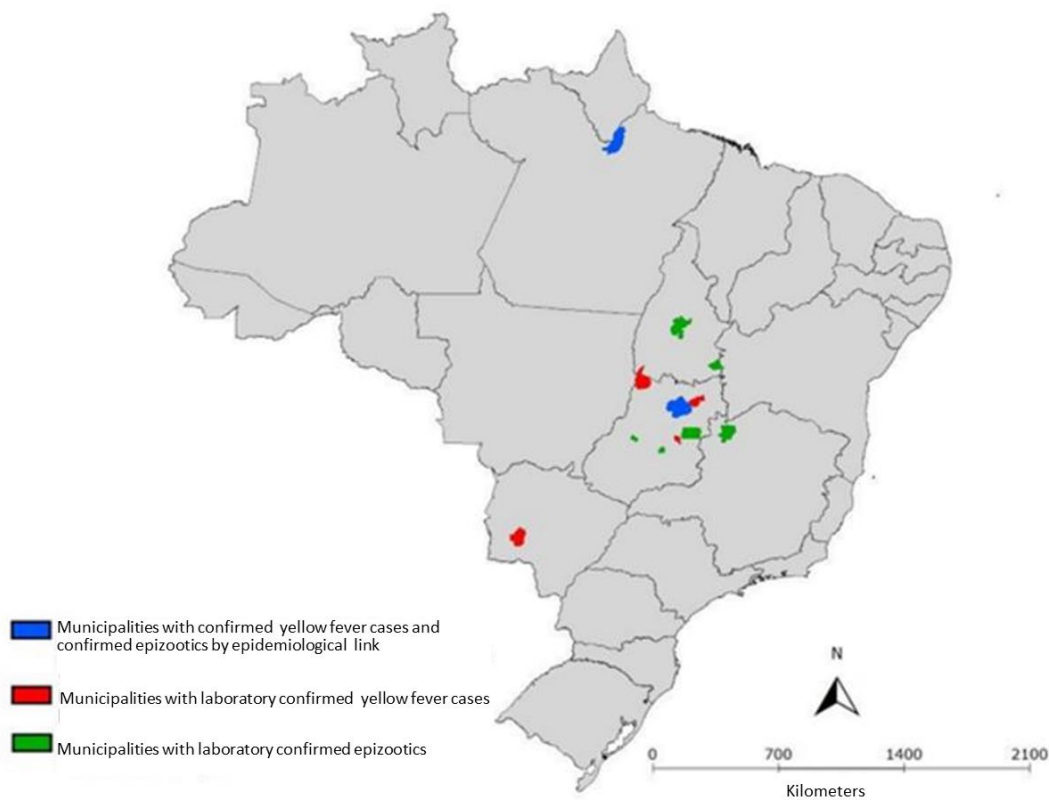 Municipalities with confirmed yellow fever cases and
confirmed epizootics by epidemiological link
Municipalities with laboratory confirmed yellow fever cases
Municipalities with laboratory confirmed epizootics
N
0 700 1400 2100
Kilometers